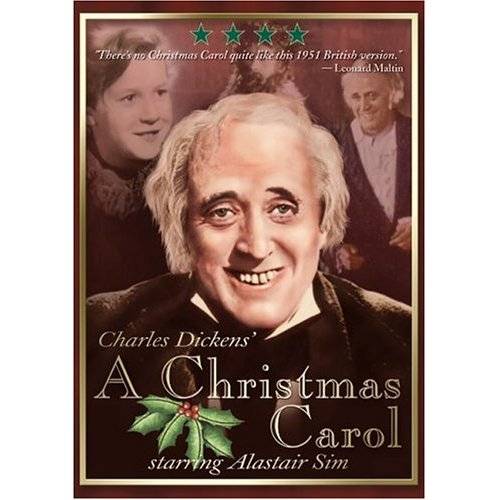 "There's no Christmas Carol quite like this 1951 British version."
— Leonard Maltin
Charles Dickens'
A Christmas
Carol
starring Alastair Sim